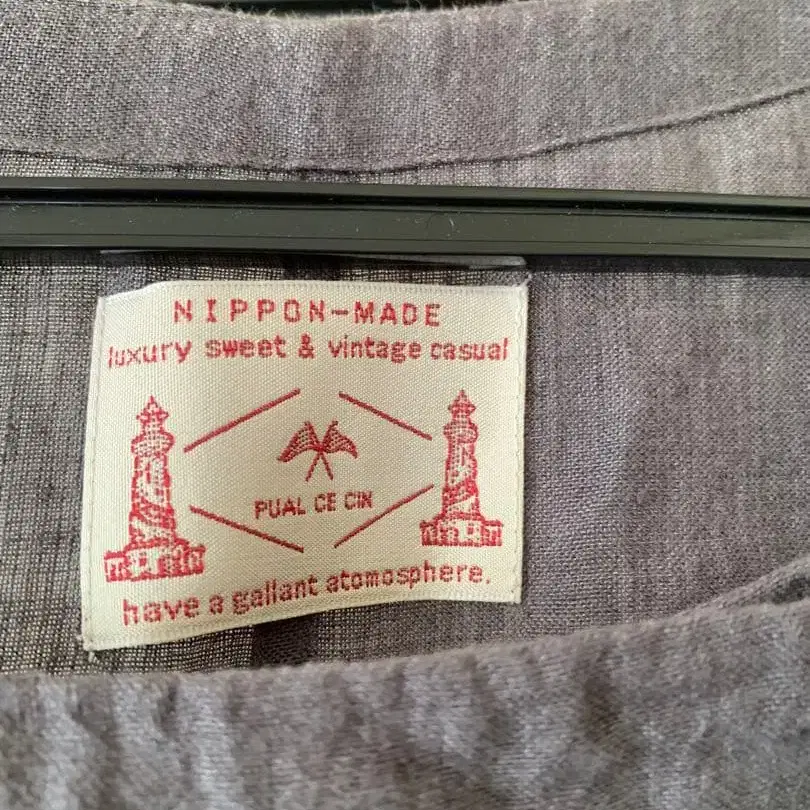 NIPPON-MADE
luxury sweet & vintage casual
PUAL CE CIN
have a gallant atomosphere.